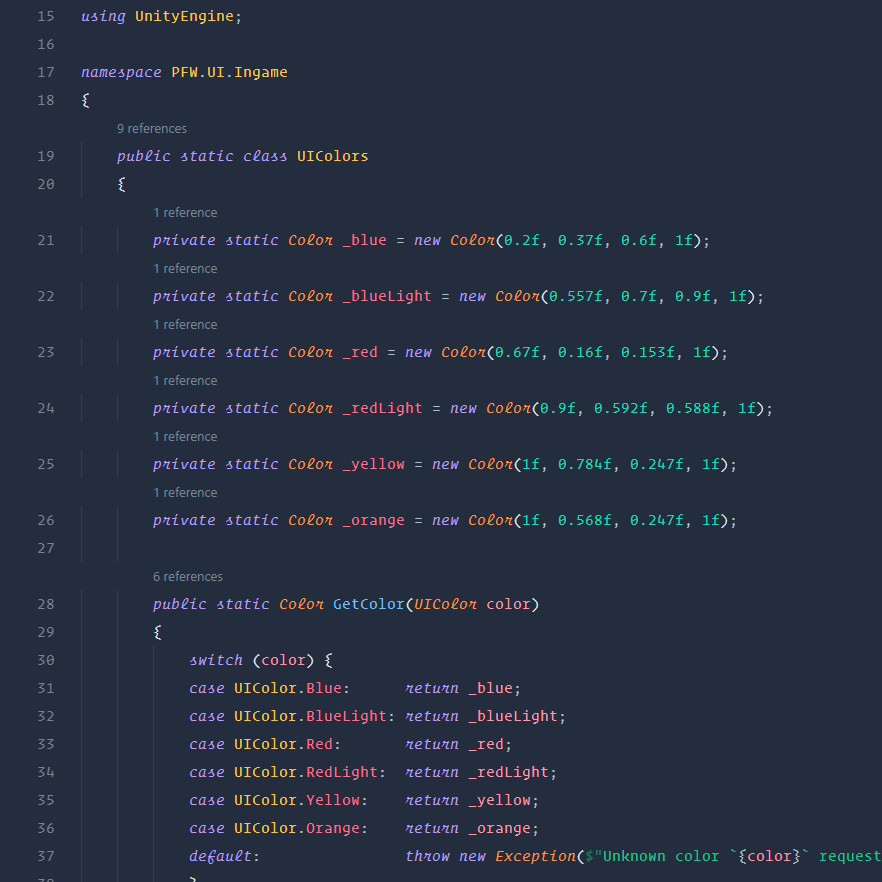 15 using UnityEngine;
16
17 namespace PFW.UI.Ingame
18 {
9 references
19 public static class UIColors
20 {
1 reference
21 private static Color _blue = new Color(0.2f, 0.37f, 0.6f, 1f);
1 reference
22 private static Color _blueLight = new Color(0.557f, 0.7f, 0.9f, 1f);
1 reference
23 private static Color _red = new Color(0.67f, 0.16f, 0.153f, 1f);
1 reference
24 private static Color _redLight = new Color(0.9f, 0.592f, 0.588f, 1f);
1 reference
25 private static Color _yellow = new Color(1f, 0.784f, 0.247f, 1f);
1 reference
26 private static Color _orange = new Color(1f, 0.568f, 0.247f, 1f);
27
6 references
28 public static Color GetColor(UIColor color)
29 {
30 switch (color) {
31 case UIColor.Blue: return _blue;
32 case UIColor.BlueLight: return _blueLight;
33 case UIColor.Red: return _red;
34 case UIColor.RedLight: return _redLight;
35 case UIColor.Yellow: return _yellow;
36 case UIColor.Orange: return _orange;
37 default: throw new Exception($"Unknown color `{color}` request